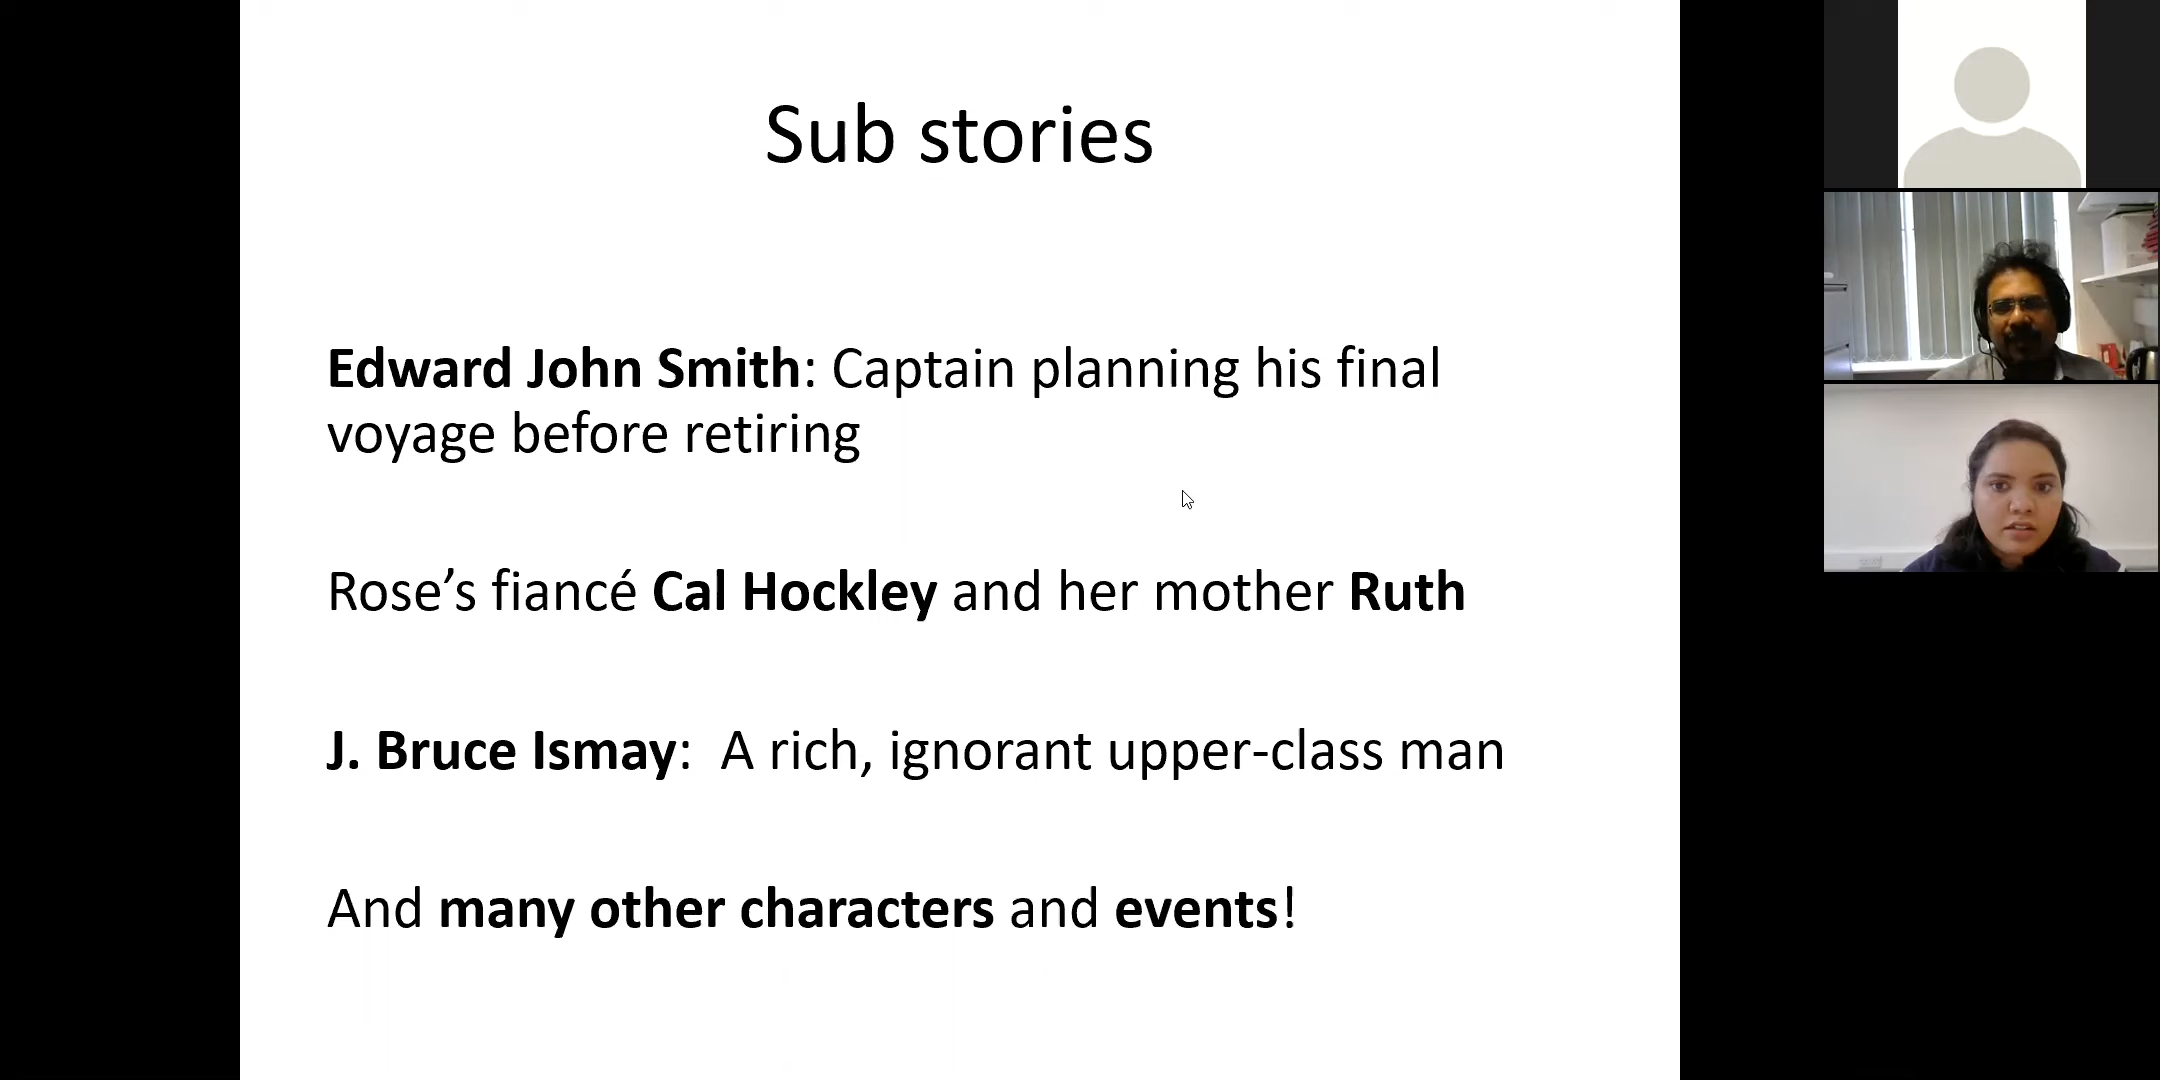 Sub stories
Edward John Smith: Captain planning his final
voyage before retiring
Rose’s fiancé Cal Hockley and her mother Ruth
J. Bruce Ismay:  A rich, ignorant upper-class man
And many other characters and events!